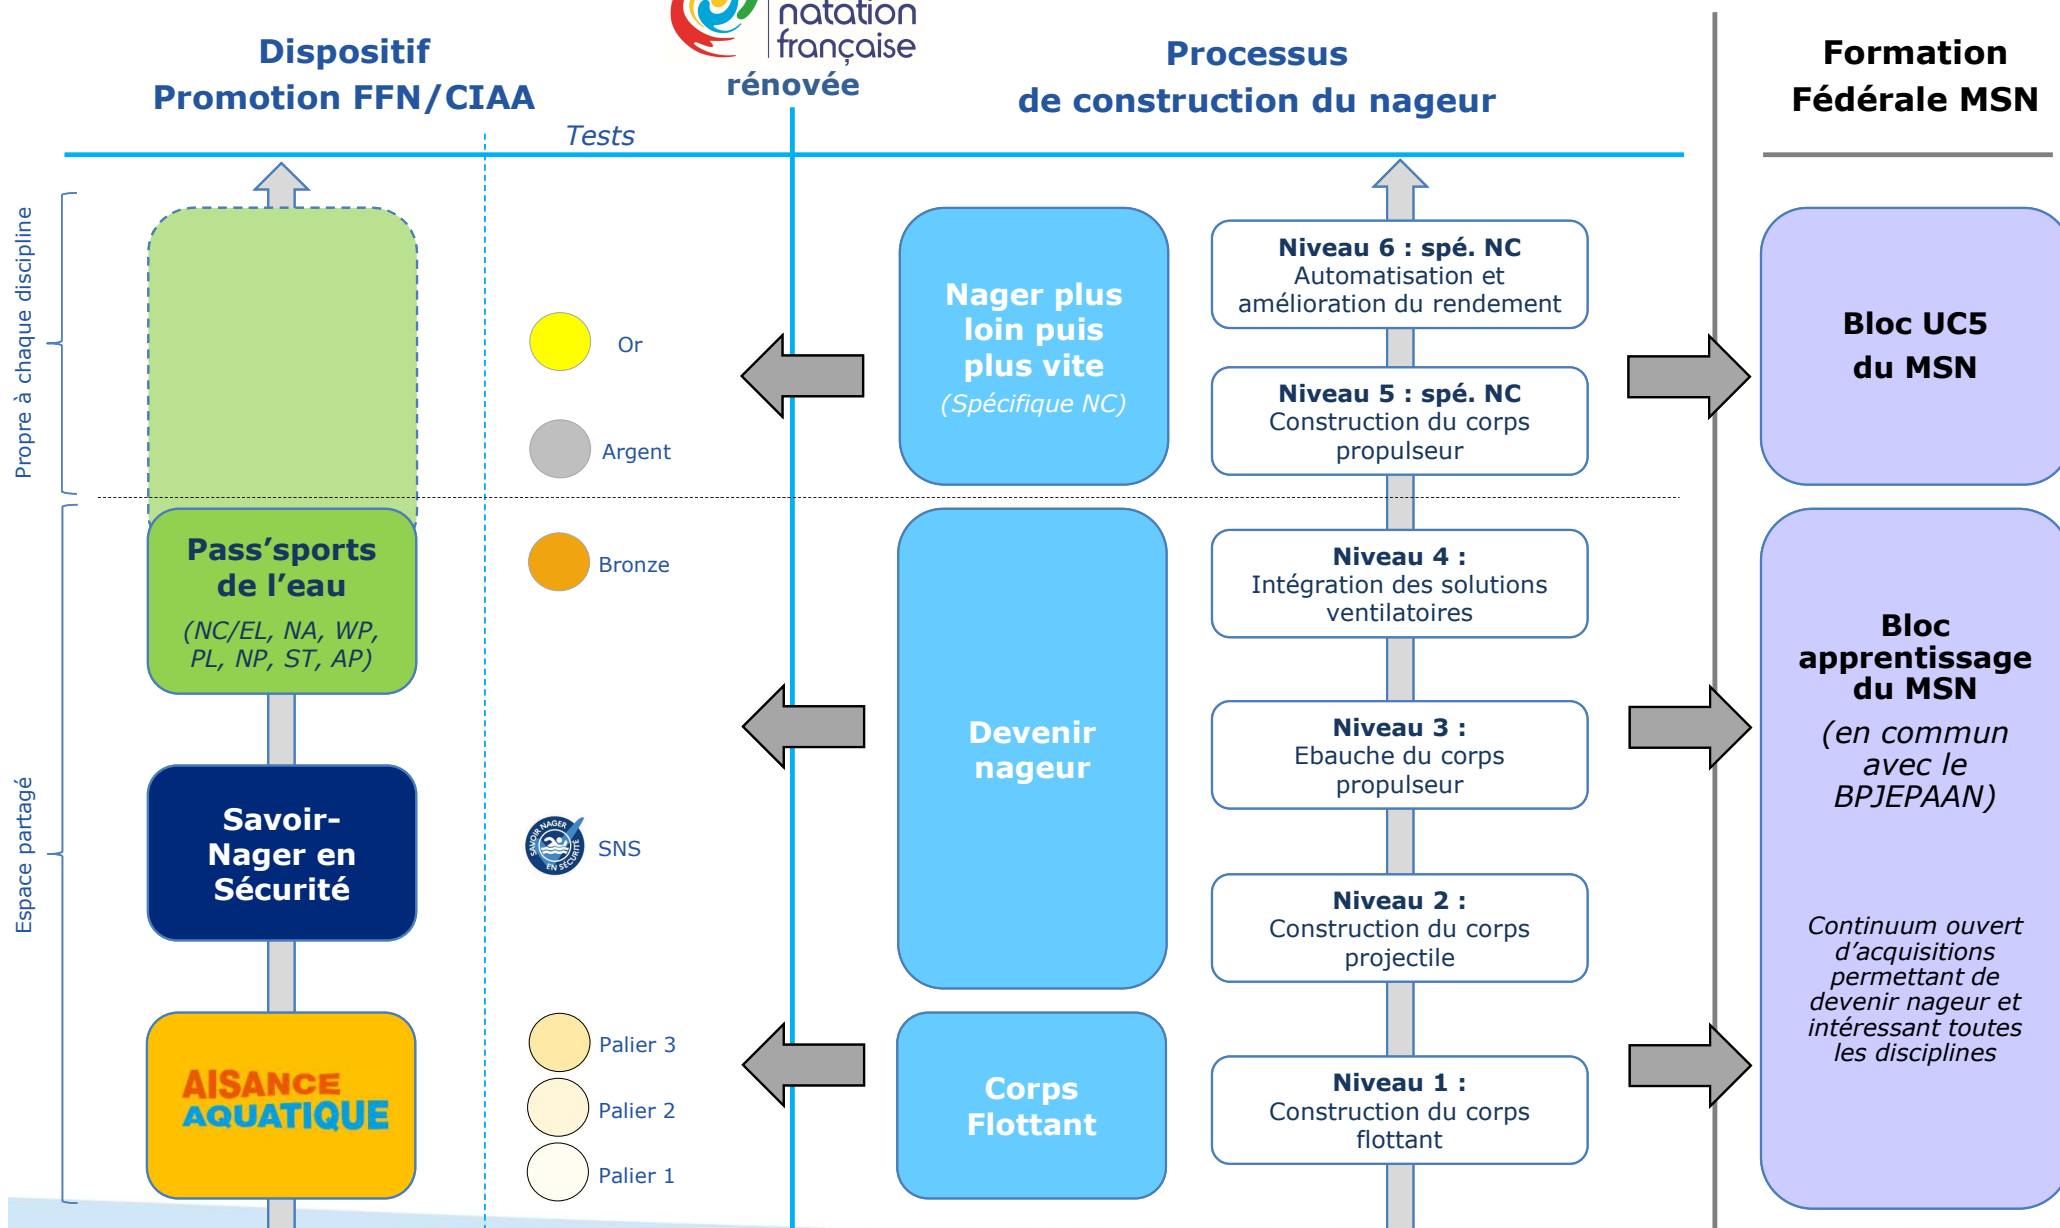 natation
française
rénovée
Dispositif
Promotion FFN/CIAA
Tests
Processus
de construction du nageur
Formation
Fédérale MSN
Propre à chaque discipline
Espace partagé
Pass’sports
de l’eau
(NC/EL, NA, WP,
PL, NP, ST, AP)
Savoir-
Nager en
Sécurité
AISANCE
AQUATIQUE
Or
Argent
Bronze
SAVOIR NAGER
EN SÉCURITÉ
SNS
Palier 3
Palier 2
Palier 1
Nager plus
loin puis
plus vite
(Spécifique NC)
Devenir
nageur
Corps
Flottant
Niveau 6 : spé. NC
Automatisation et
amélioration du rendement
Niveau 5 : spé. NC
Construction du corps
propulseur
Niveau 4 :
Intégration des solutions
ventilatoires
Niveau 3 :
Ebauche du corps
propulseur
Niveau 2 :
Construction du corps
projectile
Niveau 1 :
Construction du corps
flottant
Bloc UC5
du MSN
Bloc
apprentissage
du MSN
(en commun
avec le
BPJEPAAN)
Continuum ouvert
d’acquisitions
permettant de
devenir nageur et
intéressant toutes
les disciplines